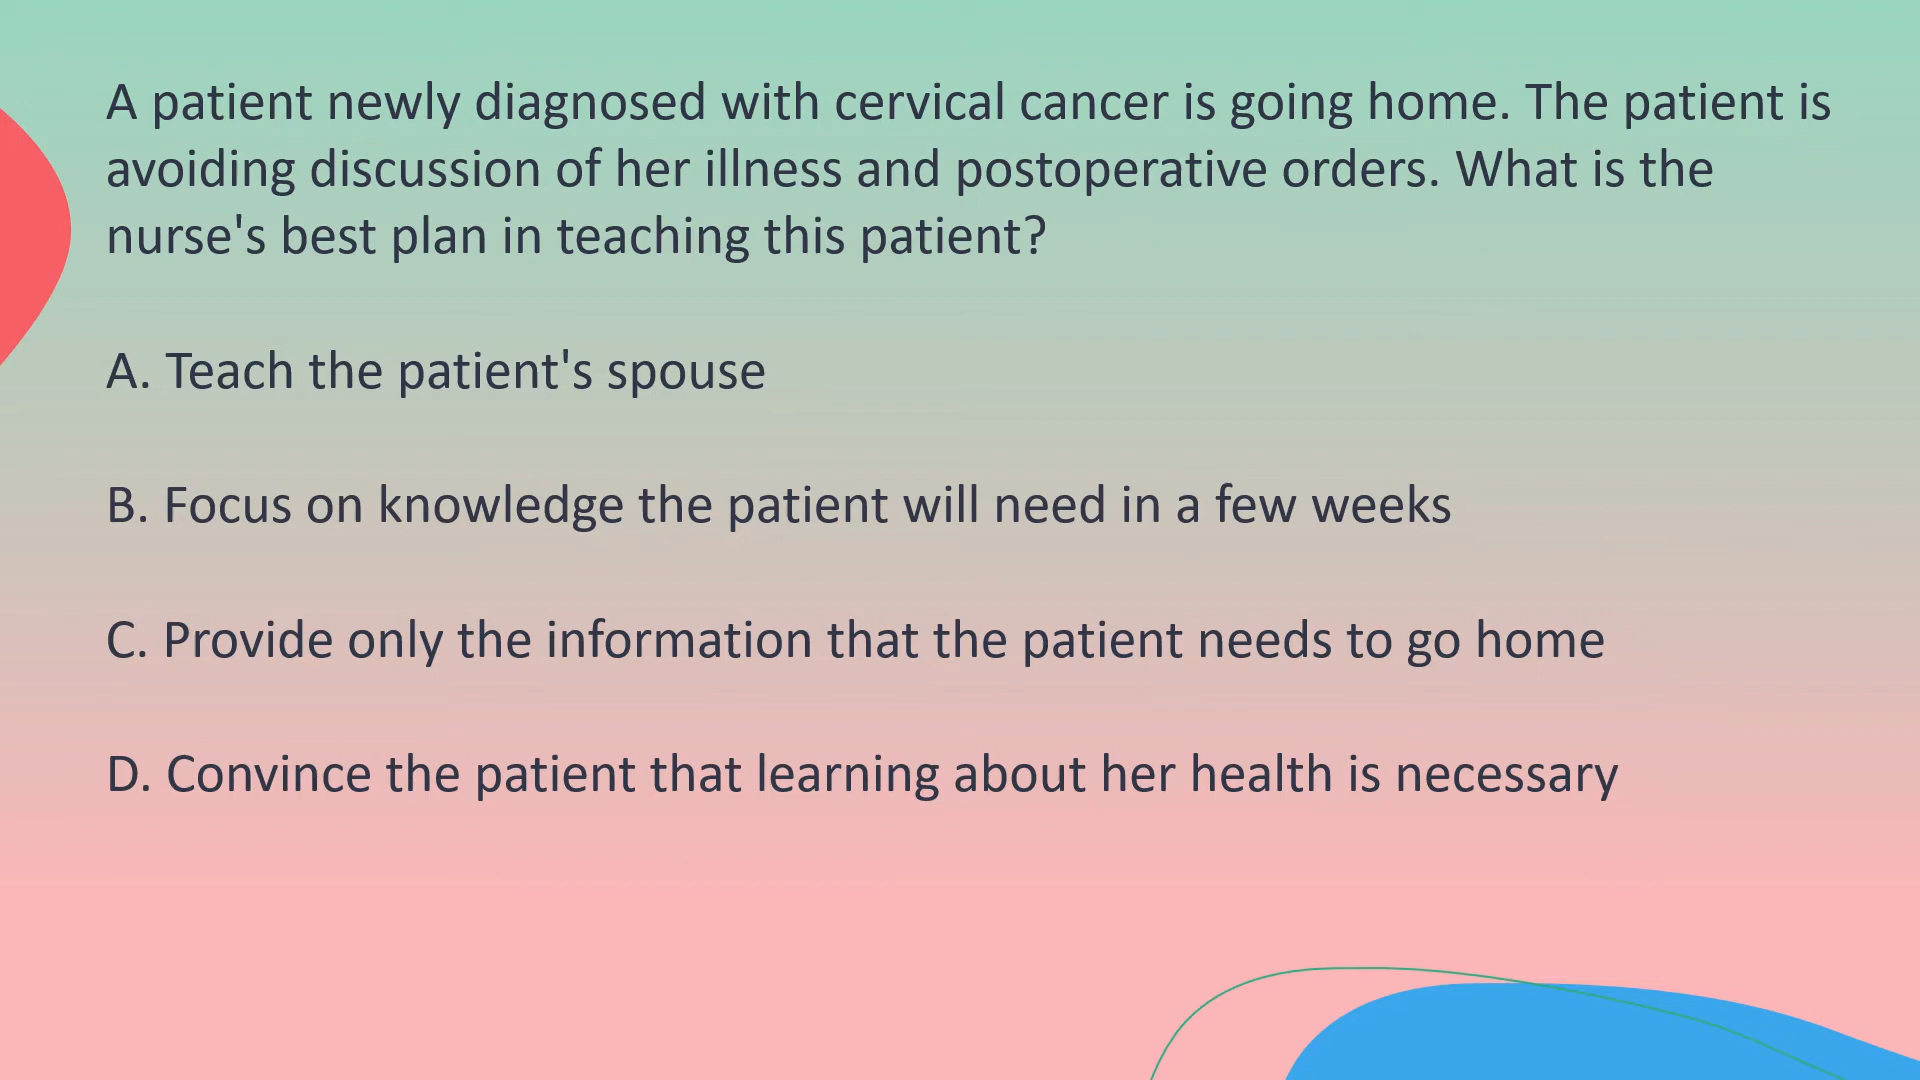 A patient newly diagnosed with cervical cancer is going home. The patient is
avoiding discussion of her illness and postoperative orders. What is the
nurse's best plan in teaching this patient?
A. Teach the patient's spouse
B. Focus on knowledge the patient will need in a few weeks
C. Provide only the information that the patient needs to go home
D. Convince the patient that learning about her health is necessary